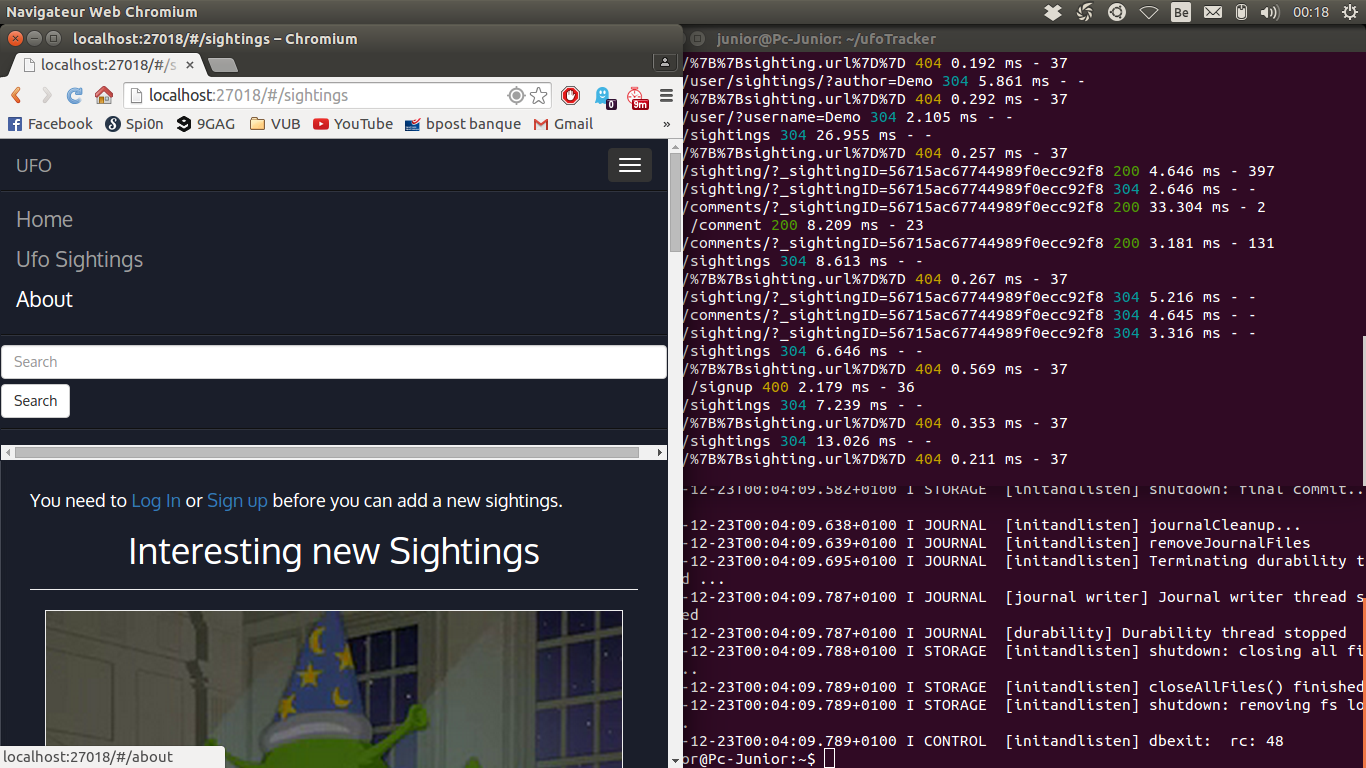 Navigateur Web Chromium
Be
00:18
localhost:27018/#/sightings – Chromium
localhost:27018/#/s
localhost:27018/#/sightings
0
9m
Facebook
Spi0n
9GAG
VUB
YouTube
bpost banque
Gmail
»
UFO
Home
Ufo Sightings
About
Search
Search
You need to Log In or Sign up before you can add a new sightings.
Interesting new Sightings
localhost:27018/#/about
junior@Pc-Junior: ~/ufoTracker
/%7B%7Bsighting.url%7D%7D 404 0.192 ms - 37
/user/sightings/?author=Demo 304 5.861 ms - -
/%7B%7Bsighting.url%7D%7D 404 0.292 ms - 37
/user/?username=Demo 304 2.105 ms - -
/sightings 304 26.955 ms - -
/%7B%7Bsighting.url%7D%7D 404 0.257 ms - 37
/sighting/?_sightingID=56715ac67744989f0ecc92f8 200 4.646 ms - 397
/sighting/?_sightingID=56715ac67744989f0ecc92f8 304 2.646 ms - -
/comments/?_sightingID=56715ac67744989f0ecc92f8 200 33.304 ms - 2
/comment 200 8.209 ms - 23
/comments/?_sightingID=56715ac67744989f0ecc92f8 200 3.181 ms - 131
/sightings 304 8.613 ms - -
/%7B%7Bsighting.url%7D%7D 404 0.267 ms - 37
/sighting/?_sightingID=56715ac67744989f0ecc92f8 304 5.216 ms - -
/comments/?_sightingID=56715ac67744989f0ecc92f8 304 4.645 ms - -
/sighting/?_sightingID=56715ac67744989f0ecc92f8 304 3.316 ms - -
/sightings 304 6.646 ms - -
/%7B%7Bsighting.url%7D%7D 404 0.569 ms - 37
/signup 400 2.179 ms - 36
/sightings 304 7.239 ms - -
/%7B%7Bsighting.url%7D%7D 404 0.353 ms - 37
/sightings 304 13.026 ms - -
/%7B%7Bsighting.url%7D%7D 404 0.211 ms - 37
-12-23T00:04:09.582+0100 I STORAGE  [initandlisten] shutdown: final commit..
-12-23T00:04:09.638+0100 I JOURNAL  [initandlisten] journalCleanup...
-12-23T00:04:09.639+0100 I JOURNAL  [initandlisten] removeJournalFiles
-12-23T00:04:09.695+0100 I JOURNAL  [initandlisten] Terminating durability t
d ...
-12-23T00:04:09.787+0100 I JOURNAL  [journal writer] Journal writer thread s
ed
-12-23T00:04:09.787+0100 I JOURNAL  [durability] Durability thread stopped
-12-23T00:04:09.788+0100 I STORAGE  [initandlisten] shutdown: closing all fi
..
-12-23T00:04:09.789+0100 I STORAGE  [initandlisten] closeAllFiles() finished
-12-23T00:04:09.789+0100 I STORAGE  [initandlisten] shutdown: removing fs lo
.
-12-23T00:04:09.789+0100 I CONTROL  [initandlisten] dbexit:  rc: 48
or@Pc-Junior:~$